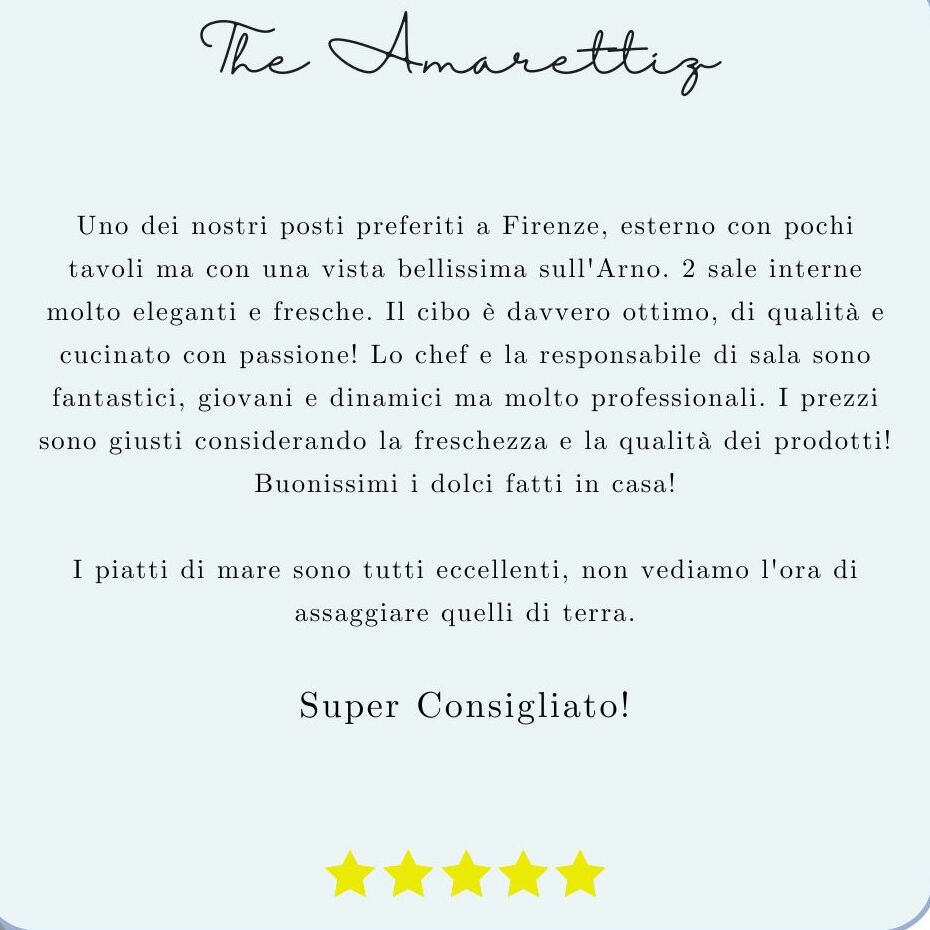 The Amarettiz
Uno dei nostri posti preferiti a Firenze, esterno con pochi
tavoli ma con una vista bellissima sull'Arno. 2 sale interne
molto eleganti e fresche. Il cibo è davvero ottimo, di qualità e
cucinato con passione! Lo chef e la responsabile di sala sono
fantastici, giovani e dinamici ma molto professionali. I prezzi
sono giusti considerando la freschezza e la qualità dei prodotti!
Buonissimi i dolci fatti in casa!
I piatti di mare sono tutti eccellenti, non vediamo l'ora di
assaggiare quelli di terra.
Super Consigliato!